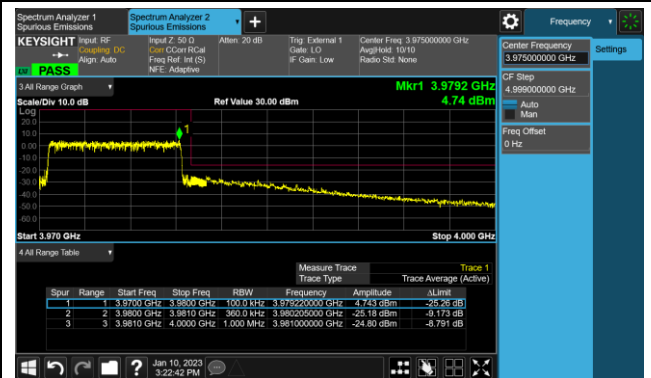 Spectrum Analyzer 1
Spurious Emissions
Spectrum Analyzer 2
Spurious Emissions
Frequency
KEYSIGHT
Input: RF
Coupling: DC
Align: Auto
Input Z: 50 Ω
Corr CCorr RCal
Freq Ref: Int (S)
NFE: Adaptive
Atten: 20 dB
Trig: External 1
Gate: LO
IF Gain: Low
Center Freq: 3.975000000 GHz
Avg|Hold: 10/10
Radio Std: None
PASS
Center Frequency
3.975000000 GHz
Settings
CF Step
4.999000000 GHz
Auto
Man
Freq Offset
0 Hz
3 All Range Graph
Mkr1 3.9792 GHz
Scale/Div 10.0 dB
Ref Value 30.00 dBm
4.74 dBm
Log
20.0
10.0
0.00
-10.0
-20.0
-30.0
-40.0
-50.0
-60.0
1
Start 3.970 GHz
Stop 4.000 GHz
4 All Range Table
Measure Trace Trace 1
Trace Type Trace Average (Active)
Spur Range Start Freq Stop Freq RBW Frequency Amplitude ΔLimit
1 1 3.9700 GHz 3.9800 GHz 100.0 kHz 3.979220000 GHz 4.743 dBm -25.26 dB
2 2 3.9800 GHz 3.9810 GHz 360.0 kHz 3.980205000 GHz -25.18 dBm -9.173 dB
3 3 3.9810 GHz 4.0000 GHz 1.000 MHz 3.981000000 GHz -24.80 dBm -8.791 dB
Jan 10, 2023
3:22:42 PM